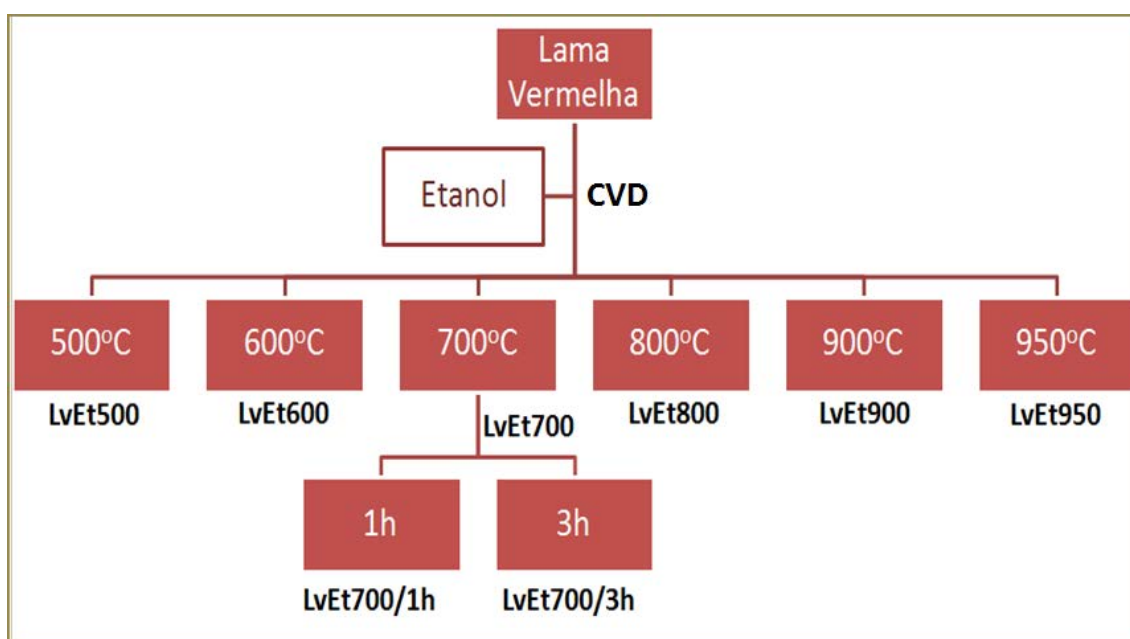 Lama
Vermelha
Etanol
CVD
500ºC
600ºC
700ºC
800ºC
900ºC
950ºC
LvEt500
LvEt600
LvEt700
LvEt800
LvEt900
LvEt950
1h
3h
LvEt700/1h
LvEt700/3h